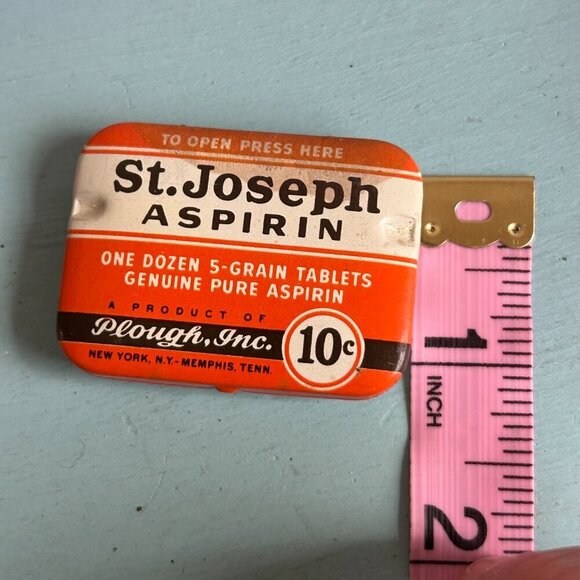 TO OPEN PRESS HERE
St. Joseph
ASPIRIN
ONE DOZEN 5-GRAIN TABLETS
GENUINE PURE ASPIRIN
A PRODUCT OF
Plough, Inc.
10c
NEW YORK, N.Y. - MEMPHIS, TENN.
1
INCH
2